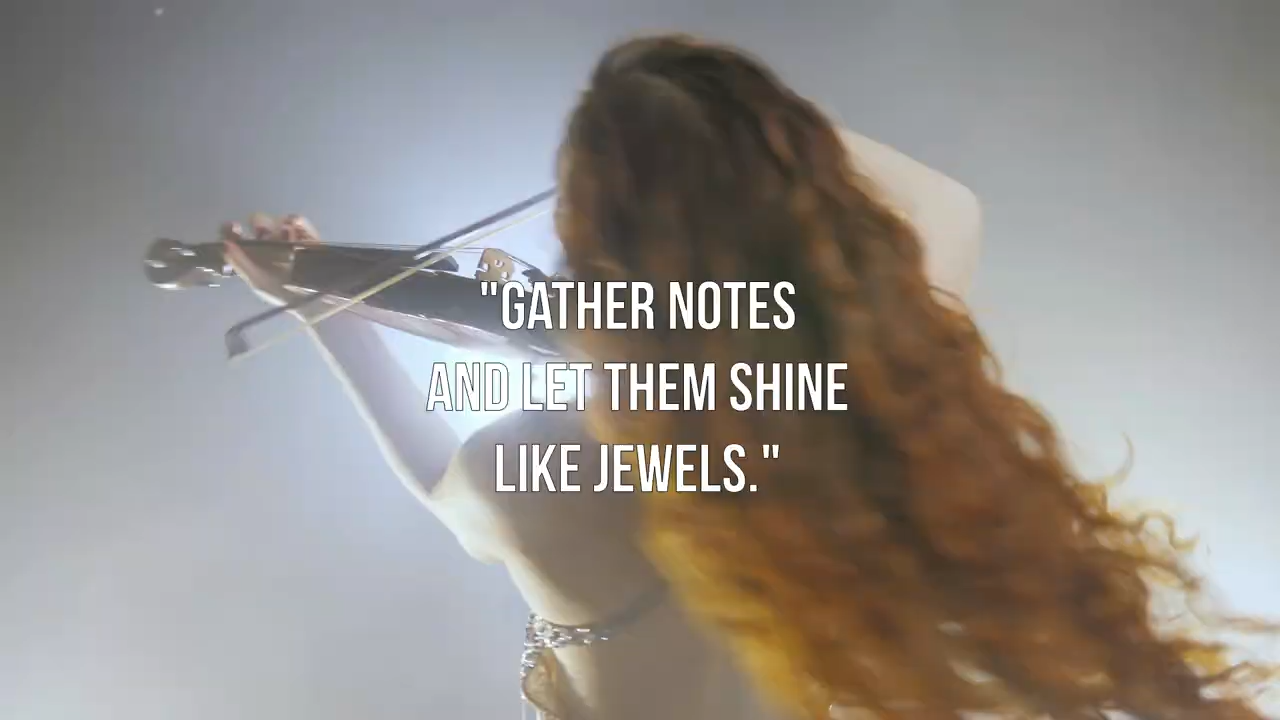 "GATHER NOTES
AND LET THEM SHINE
LIKE JEWELS."